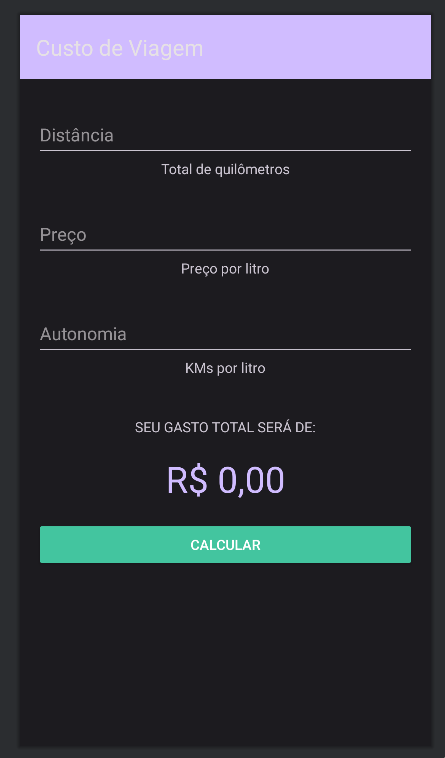 Custo de Viagem
Distância
Total de quilômetros
Preço
Preço por litro
Autonomia
KMs por litro
SEU GASTO TOTAL SERÁ DE:
R$ 0,00
CALCULAR